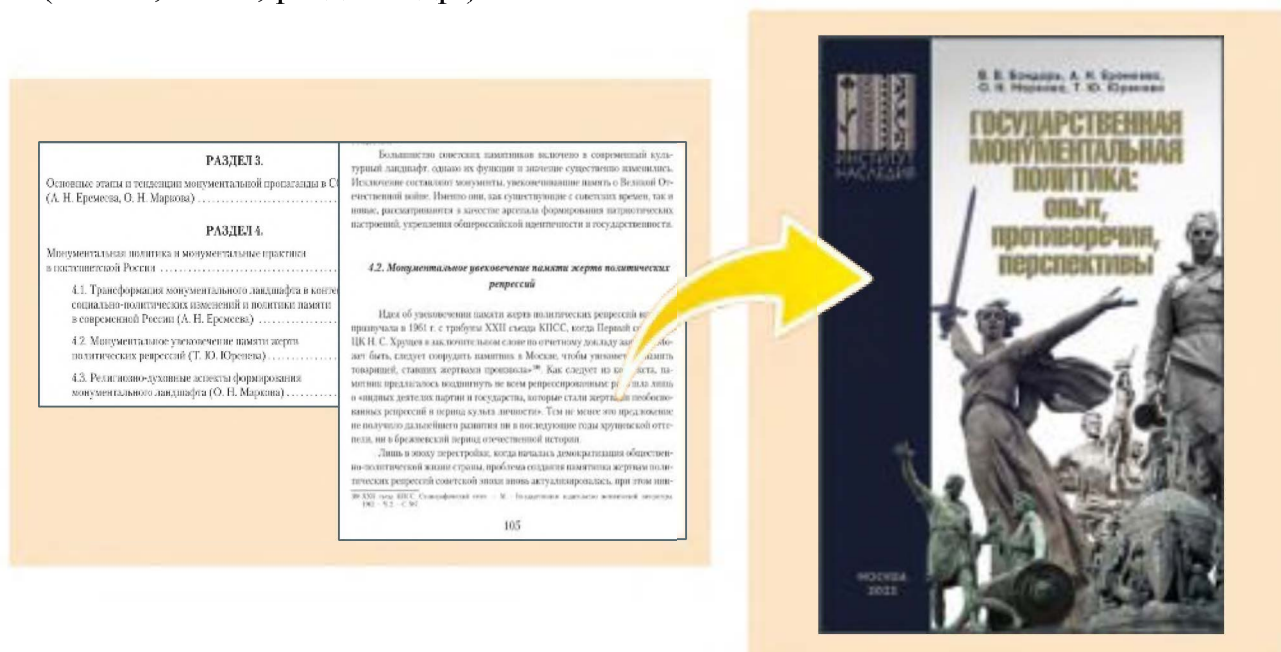 РАЗДЕЛ 3.
Основные этапы и тенденции монументальной пропаганды в С
(А. Н. Еремеева, О. Н. Маркова)
РАЗДЕЛ 4.
Монументальная политика и монументальные практики
в постсоветской России
4.1. Трансформация монументального ландшафта в конте
социально-политических изменений и политики памяти
в современной России (А. Н. Еремеева)
4.2. Монументальное увековечение памяти жертв
политических репрессий (Т. Ю. Юренева)
4.3. Религиозно-духовные аспекты формирования
монументального ландшафта (О. Н. Маркова)
Большинство советских памятников включено в современный куль-
турный ландшафт, однако их функции и значение существенно изменились.
Исключение составляют монументы, увековечивавшие память о Великой От-
ечественной войне. Именно они, как существующие с советских времен, так и
новые, рассматриваются в качестве арсенала формирования патриотических
настроений, укрепления общероссийской идентичности и государственности.
4.2. Монументальное увековечение памяти жертв политических
репрессий
Идея об увековечении памяти жертв политических репрессий
прозвучала в 1961 г. с трибуны XXII съезда КПСС, когда Первый
ЦК Н. С. Хрущев в заключительном слове по отчетному докладу
жет быть, следует соорудить памятник в Москве, чтобы память
товарищей, ставших жертвами произвола». Как следует из па-
мятник предлагалось воздвигнуть не всем репрессированным: лишь
о «видных деятелях партии и государства, которые стали необосно-
ванных репрессий в период культа личности». Тем не менее это предложение
не получило дальнейшего развития ни в последующие годы хрущевской отте-
пели, ни в брежневский период отечественной истории.
Лишь в эпоху перестройки, когда началась демократизация обществен-
но-политической жизни страны, проблема создания памятника жертвам поли-
тических репрессий советской эпохи вновь актуализировалась, при этом ини-
105
ИНСТИТУТ
НАСЛЕДИЯ
В. В. Бондарь, А. Н. Еремеева,
О. Н. Маркова, Т. Ю. Юренева
ГОСУДАРСТВЕННАЯ
МОНУМЕНТАЛЬНАЯ
ПОЛИТИКА:
опыт,
противоречия,
перспективы
МОСКВА